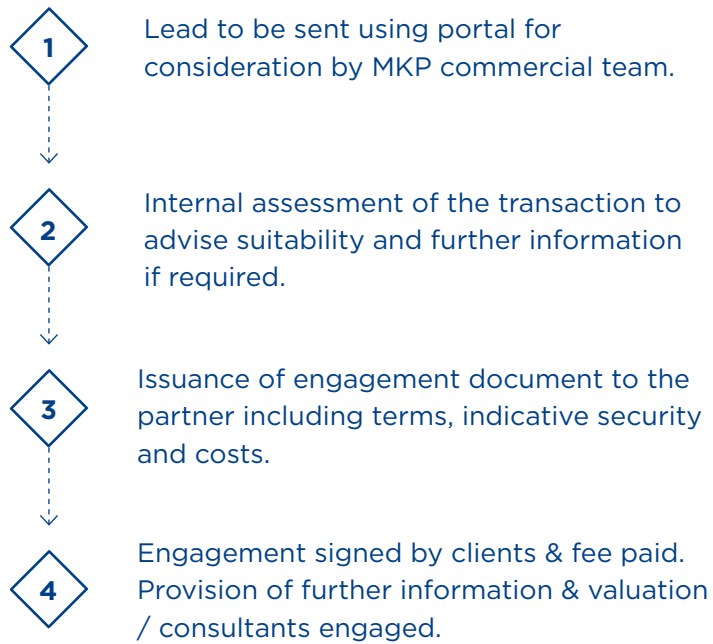 1
Lead to be sent using portal for
consideration by MKP commercial team.
2
Internal assessment of the transaction to
advise suitability and further information
if required.
3
Issuance of engagement document to the
partner including terms, indicative security
and costs.
4
Engagement signed by clients & fee paid.
Provision of further information & valuation
/ consultants engaged.